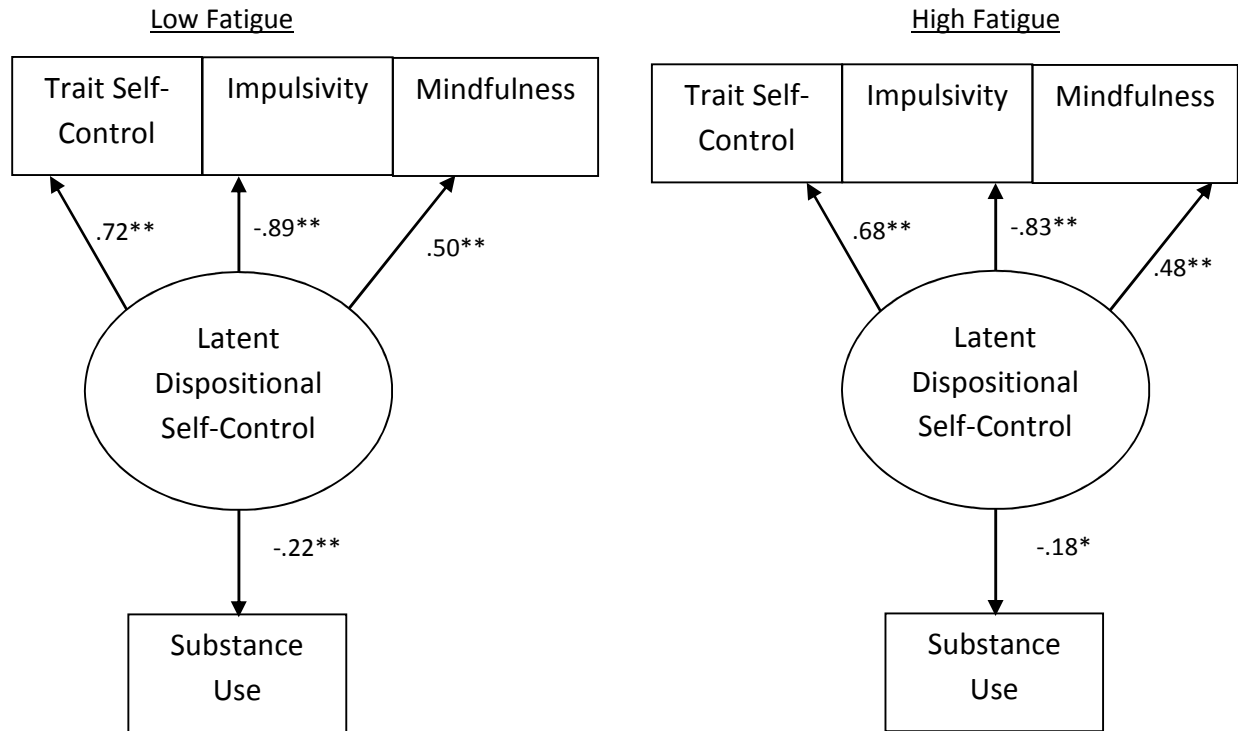 Low Fatigue
Trait Self-
Control
Impulsivity
Mindfulness
.72**
-.89**
.50**
Latent
Dispositional
Self-Control
-.22**
Substance
Use
High Fatigue
Trait Self-
Control
Impulsivity
Mindfulness
.68**
-.83**
.48**
Latent
Dispositional
Self-Control
-.18*
Substance
Use